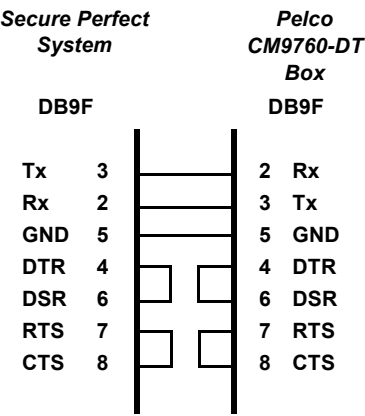 Secure Perfect System
Pelco CM9760-DT Box
DB9F DB9F
Tx 3 2 Rx
Rx 2 3 Tx
GND 5 5 GND
DTR 4 4 DTR
DSR 6 6 DSR
RTS 7 7 RTS
CTS 8 8 CTS